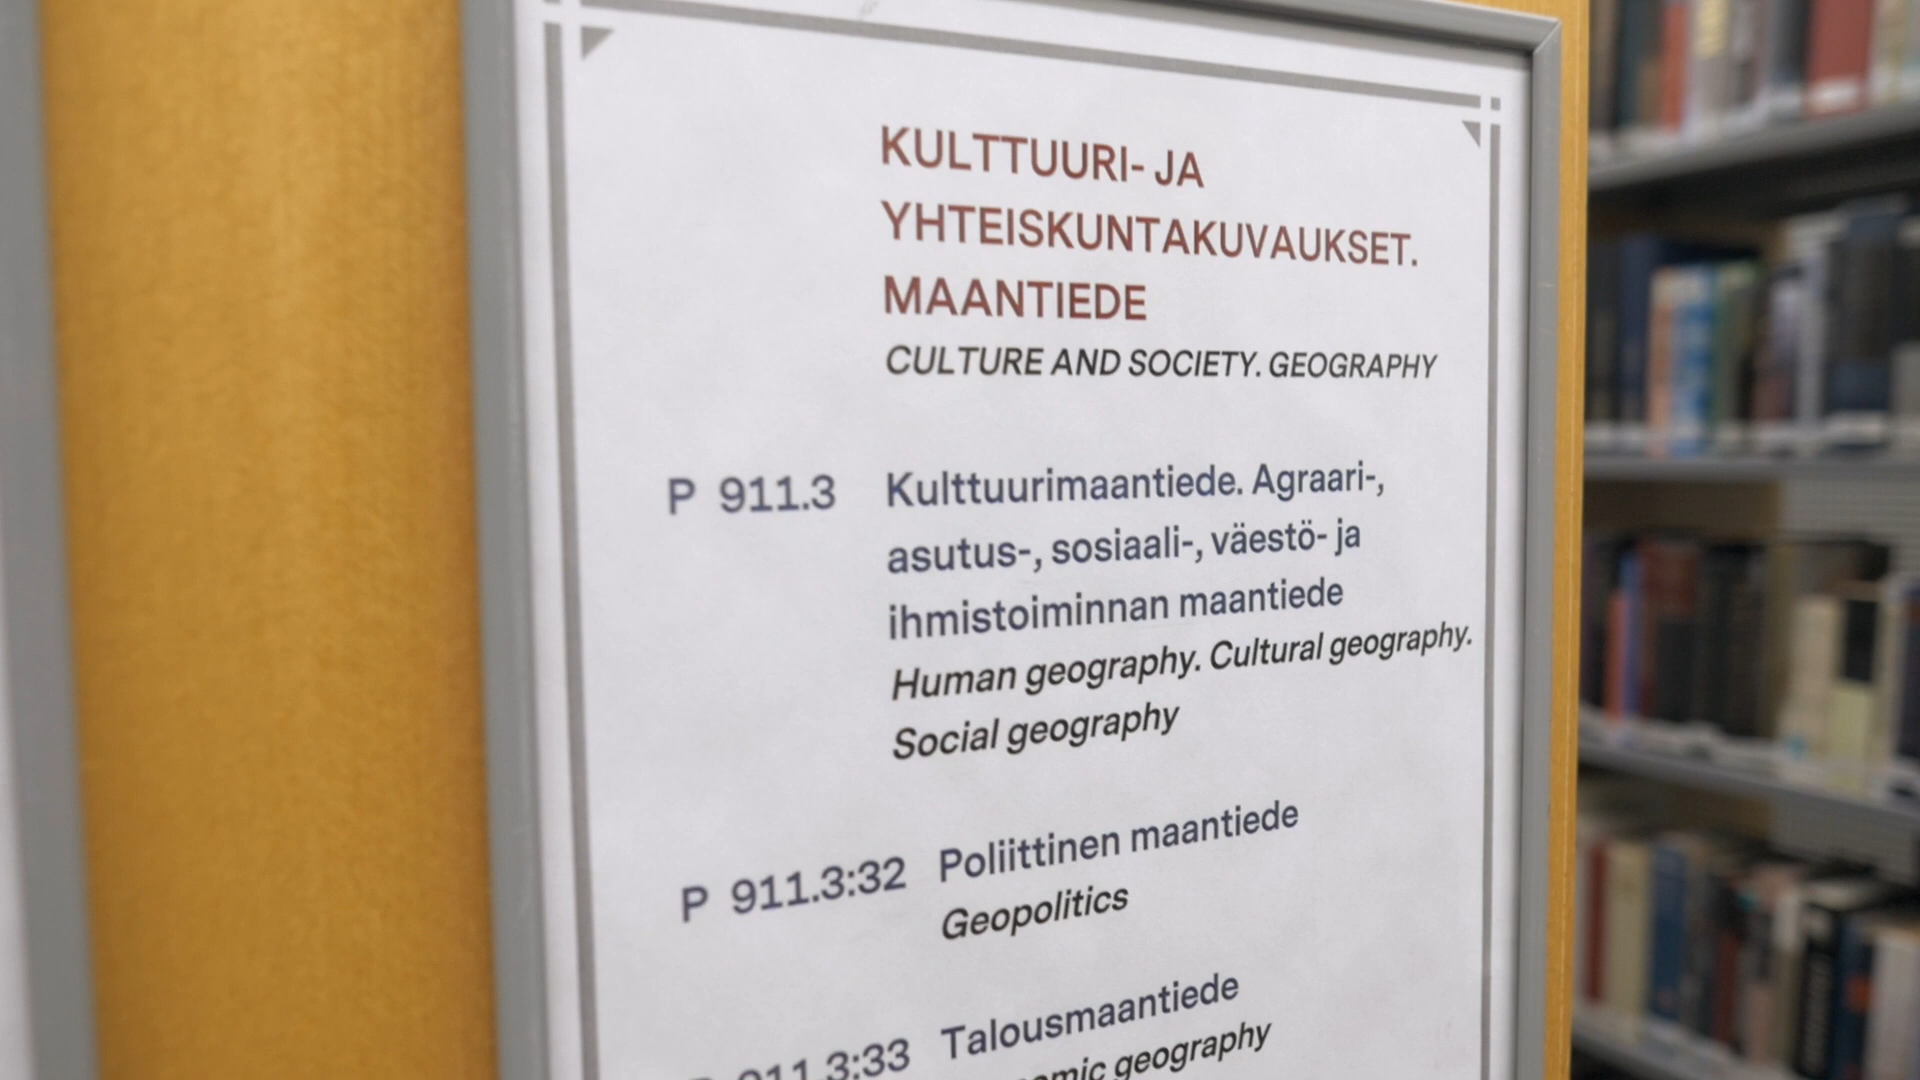 KULTTUURI- JA
YHTEISKUNTAKUVAUKSET.
MAANTIEDE
CULTURE AND SOCIETY. GEOGRAPHY
P 911.3 Kulttuurimaantiede. Agraari-,
asutus-, sosiaali-, väestö- ja
ihmistoiminnan maantiede
Human geography. Cultural geography.
Social geography
P 911.3:32 Poliittinen maantiede
Geopolitics
911.3:33 Talousmaantiede
geography